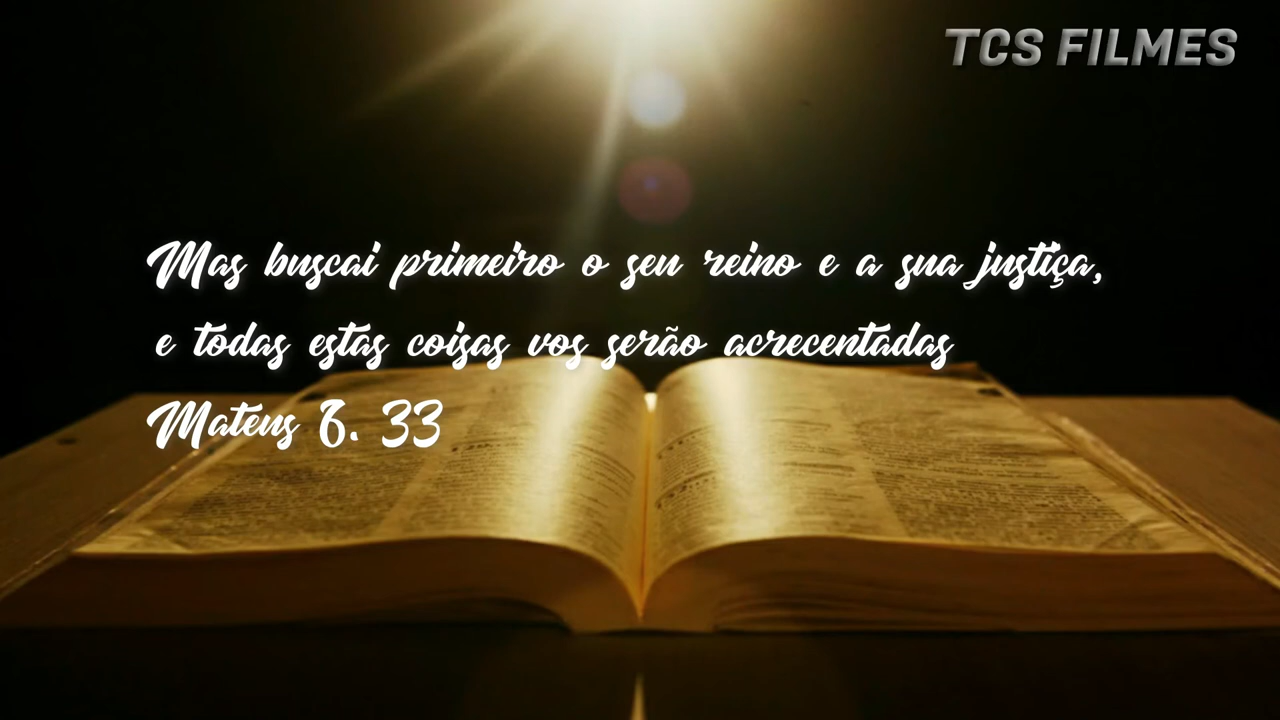 TCS FILMES
Mas buscai primeiro o seu reino e a sua justiça,
e todas estas coisas vos serão acrecentadas
Mateus 6. 33